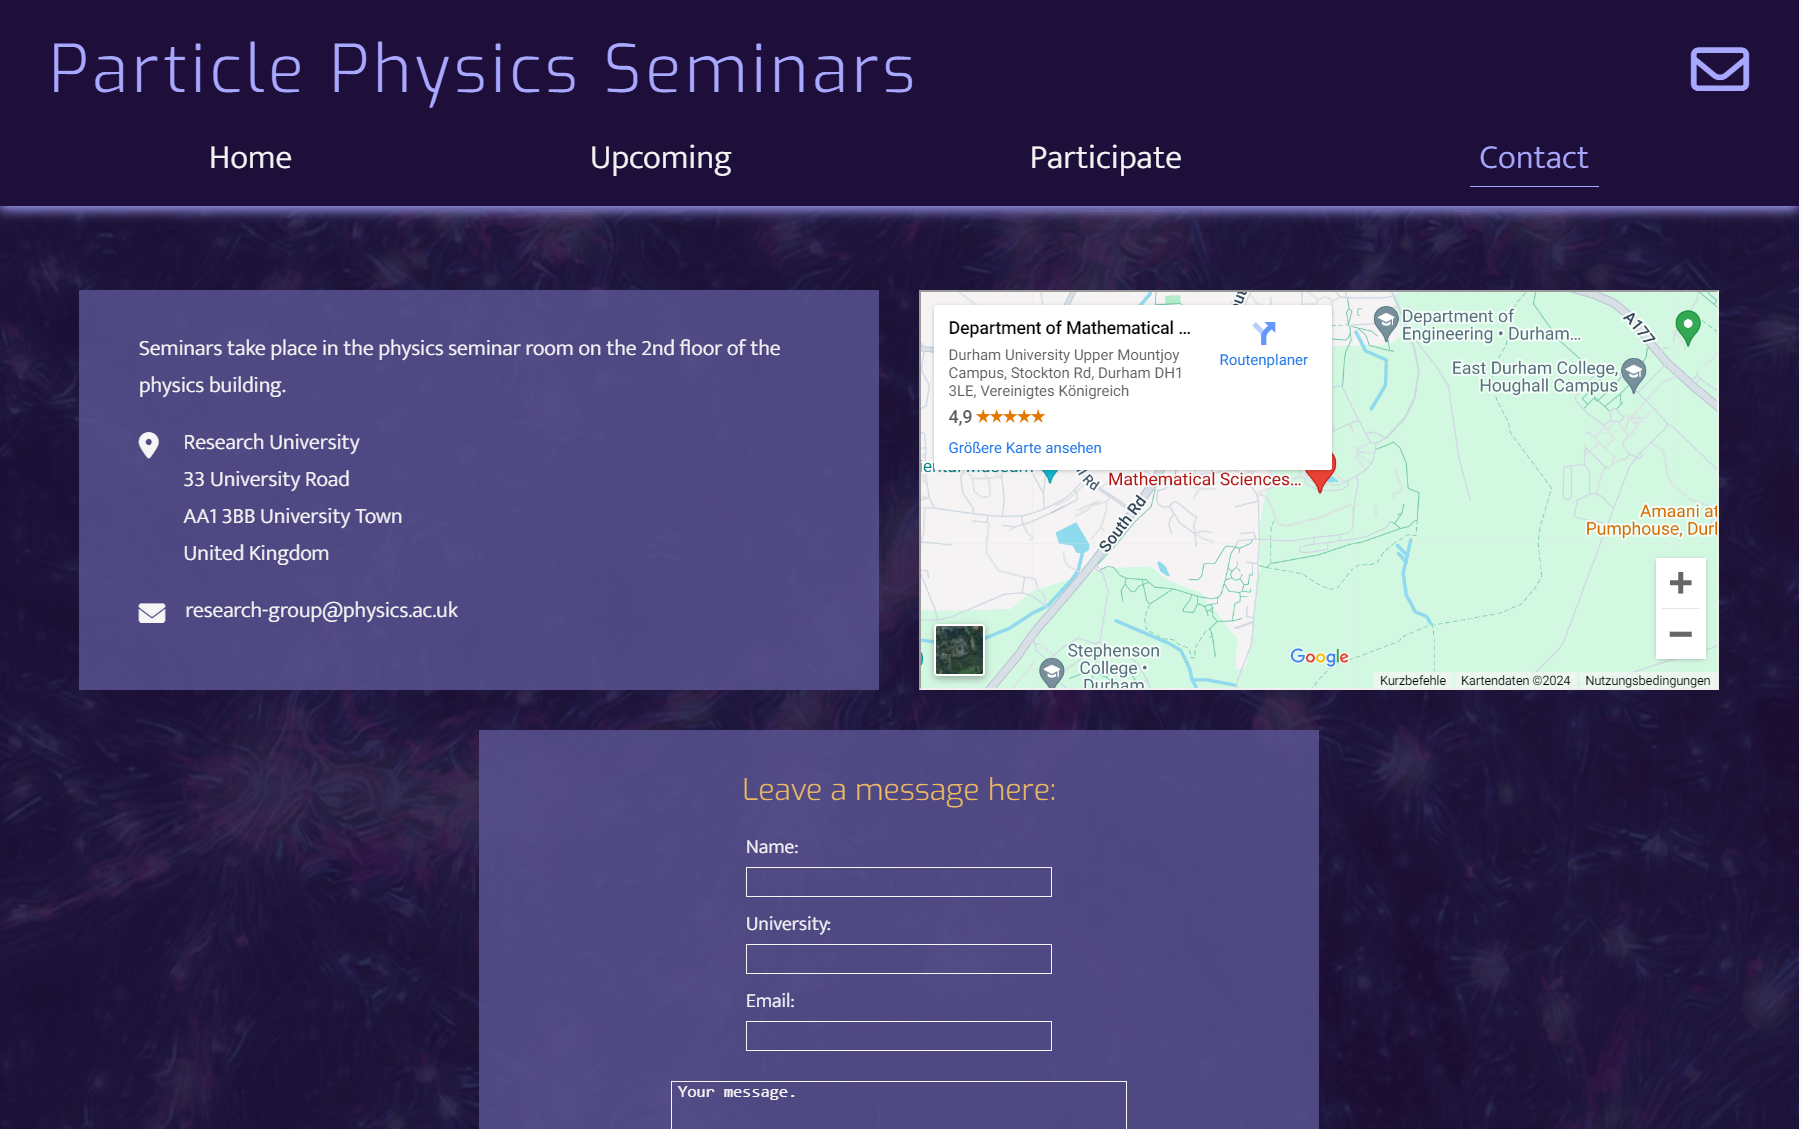 Particle Physics Seminars
Home
Upcoming
Participate
Contact
Seminars take place in the physics seminar room on the 2nd floor of the
physics building.
Research University
33 University Road
AA1 3BB University Town
United Kingdom
research-group@physics.ac.uk
Department of Mathematical ...
Durham University Upper Mountjoy
Campus, Stockton Rd, Durham DH1
3LE, Vereinigtes Königreich
4,9
Größere Karte ansehen
Routenplaner
Department of
Engineering • Durham...
A177
East Durham College,
Houghall Campus
Mathematical Sciences...
Rd
South Rd
Amaani at
Pumphouse,
Stephenson
College •
Durham
Google
Kurzbefehle
Kartendaten ©2024
Nutzungsbedingungen
Leave a message here:
Name:
University:
Email:
Your message.